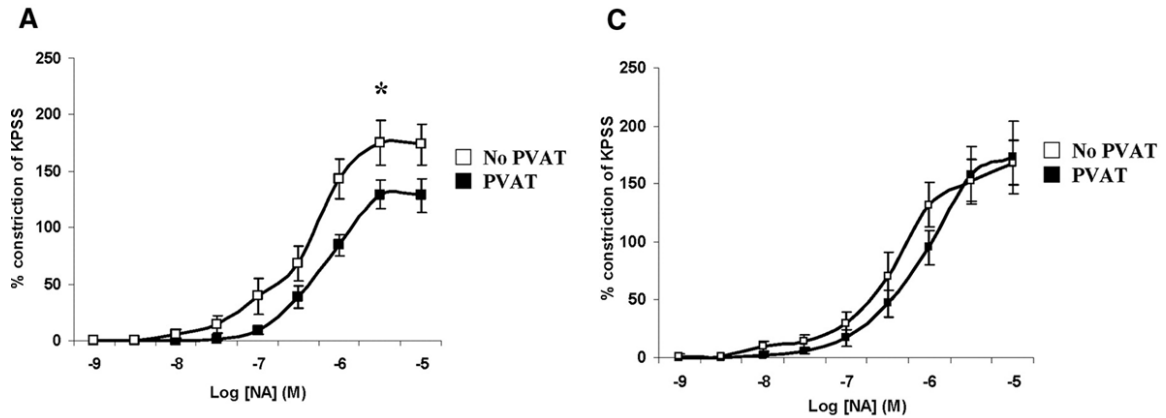 A
250
200
150
100
50
0
% constriction of KPSS
*
No PVAT
PVAT
-9 -8 -7 -6 -5
Log [NA] (M)
C
250
200
150
100
50
0
% constriction of KPSS
No PVAT
PVAT
-9 -8 -7 -6 -5
Log [NA] (M)